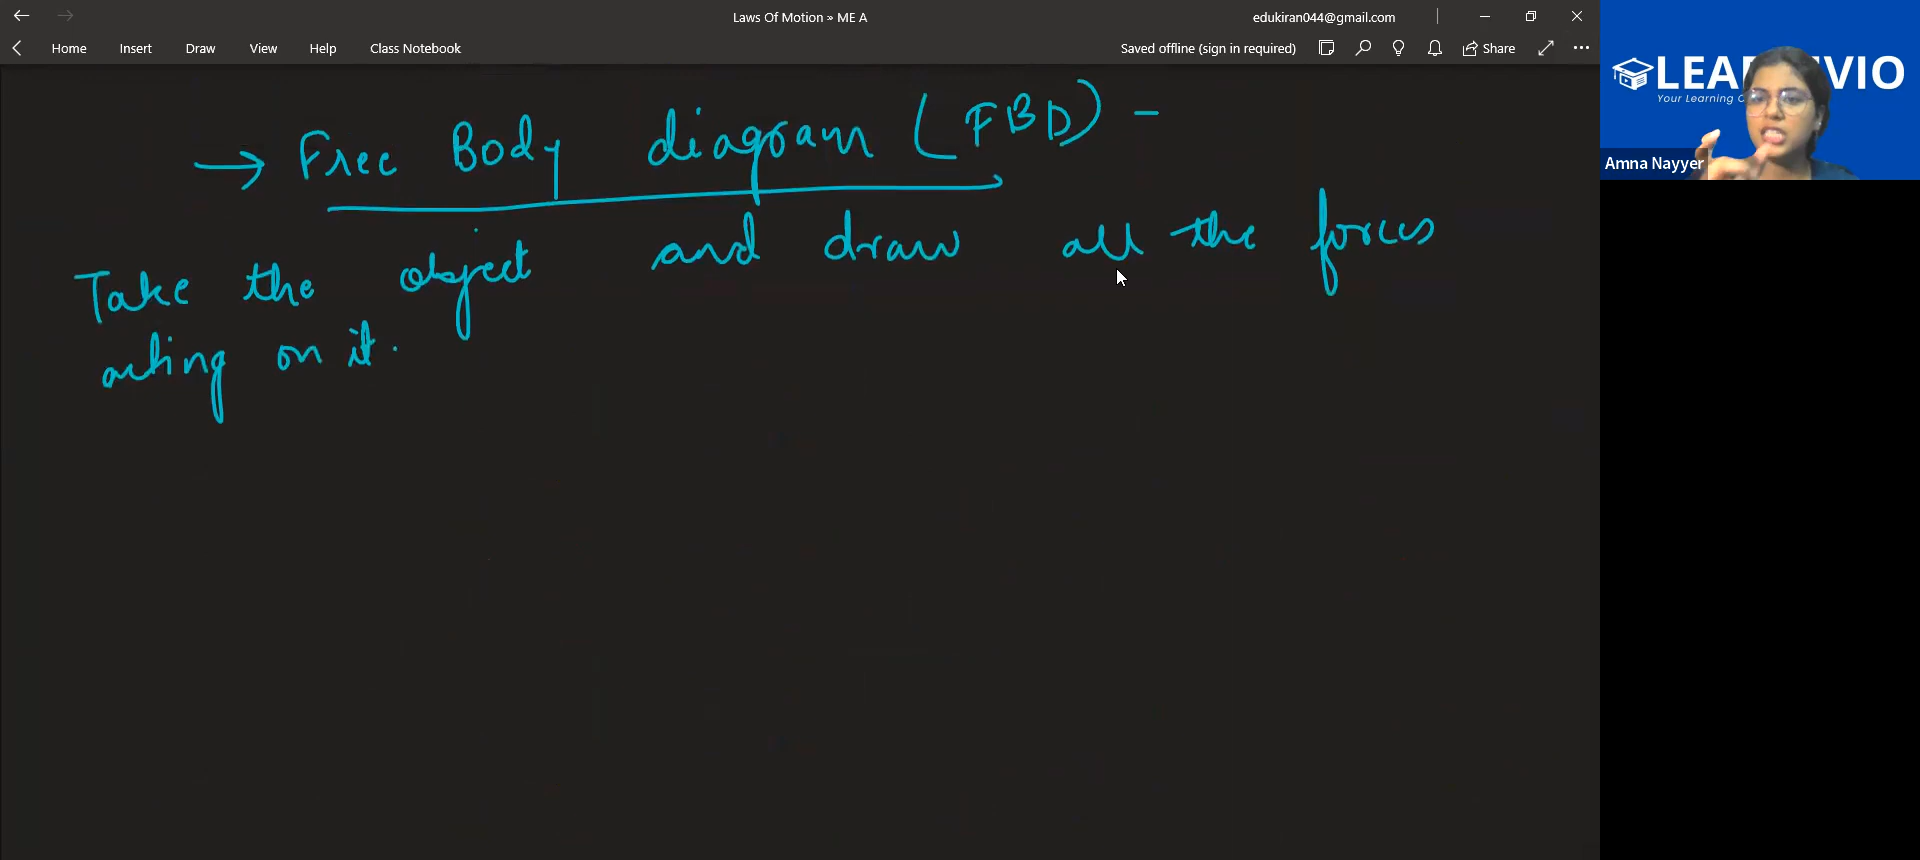 Laws Of Motion » ME A
edukiran044@gmail.com
Home Insert Draw View Help Class Notebook
Saved offline (sign in required)
Share
→ Free Body diagram (FBD) -
Take the object and draw all the forces
acting on it.
Your Learning
Amna Nayyer